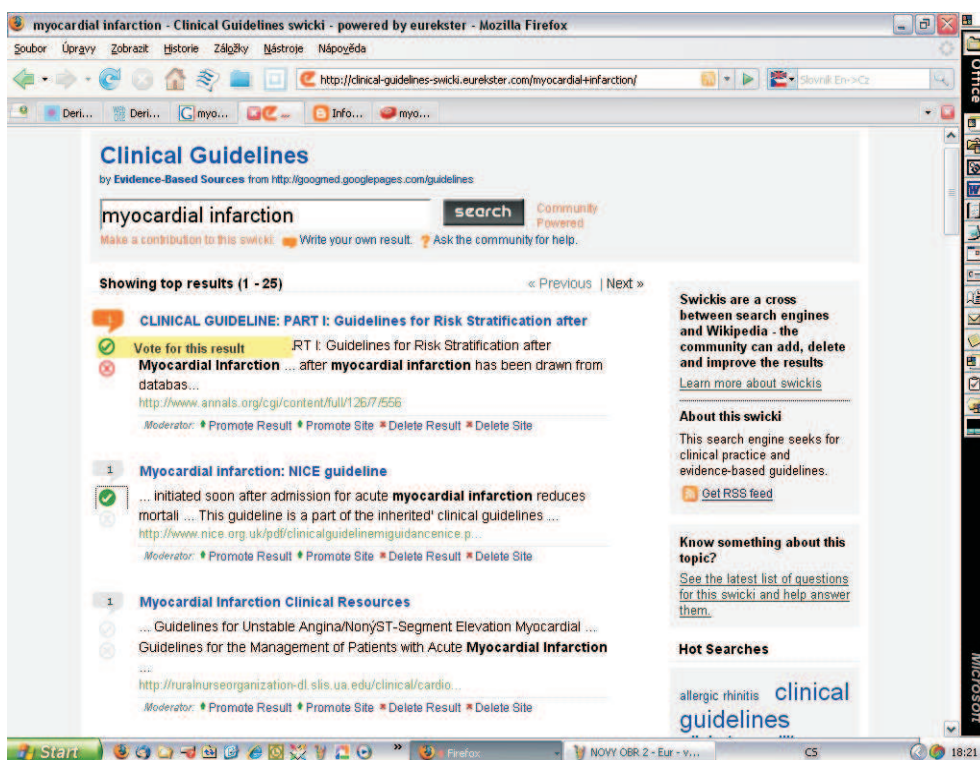 myocardial infarction - Clinical Guidelines swicki - powered by eurekster - Mozilla Firefox
Soubor Úpravy Zobrazit Historie Záložky Nástroje Nápověda
http://clinical-guidelines-swicki.eurekster.com/myocardial+infarction/
Slovník En->Cz
Deri... Deri... myo... Info... myo...
Clinical Guidelines
by Evidence-Based Sources from http://googmed.googlepages.com/guidelines
myocardial infarction
search
Community
Powered
Make a contribution to this swicki: Write your own result. ? Ask the community for help.
Showing top results (1 - 25)
« Previous | Next »
1
CLINICAL GUIDELINE: PART I: Guidelines for Risk Stratification after
Vote for this result
RT I: Guidelines for Risk Stratification after
Myocardial Infarction ... after myocardial infarction has been drawn from
databas...
http://www.annals.org/cgi/content/full/126/7/556
Moderator: Promote Result Promote Site Delete Result Delete Site
1
Myocardial infarction: NICE guideline
... initiated soon after admission for acute myocardial infarction reduces
mortali ... This guideline is a part of the inherited' clinical guidelines ...
http://www.nice.org.uk/pdf/clinicalguidelinemiguidancenice.p...
Moderator: Promote Result Promote Site Delete Result Delete Site
1
Myocardial Infarction Clinical Resources
... Guidelines for Unstable Angina/NonýST-Segment Elevation Myocardial ...
Guidelines for the Management of Patients with Acute Myocardial Infarction
...
http://ruralnurseorganization-dl.slis.ua.edu/clinical/cardio...
Moderator: Promote Result Promote Site Delete Result Delete Site
Swickis are a cross
between search engines
and Wikipedia - the
community can add, delete
and improve the results
Learn more about swickis
About this swicki
This search engine seeks for
clinical practice and
evidence-based guidelines.
Get RSS feed
Know something about this
topic?
See the latest list of questions
for this swicki and help answer
them.
Hot Searches
allergic rhinitis clinical
guidelines
Office
Microsoft
Start
»
Firefox
NOVY OBR 2 - Eur - v...
CS
18:21